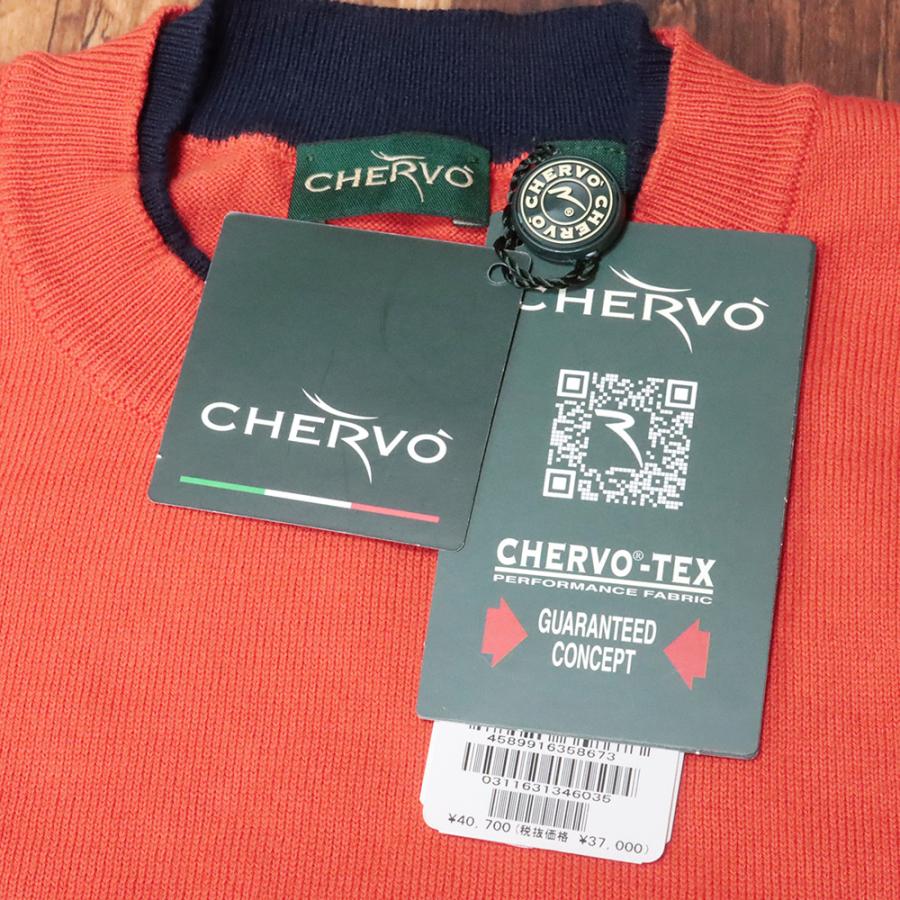 CHERVÒ
CHERVÒ CHERVÒ
®
CHERVÒ
CHERVÒ
CHERVO®-TEX
PERFORMANCE FABRIC
GUARANTEED
CONCEPT
4589916358673
0311631346035
¥40,700(税抜価格 ¥37,000)